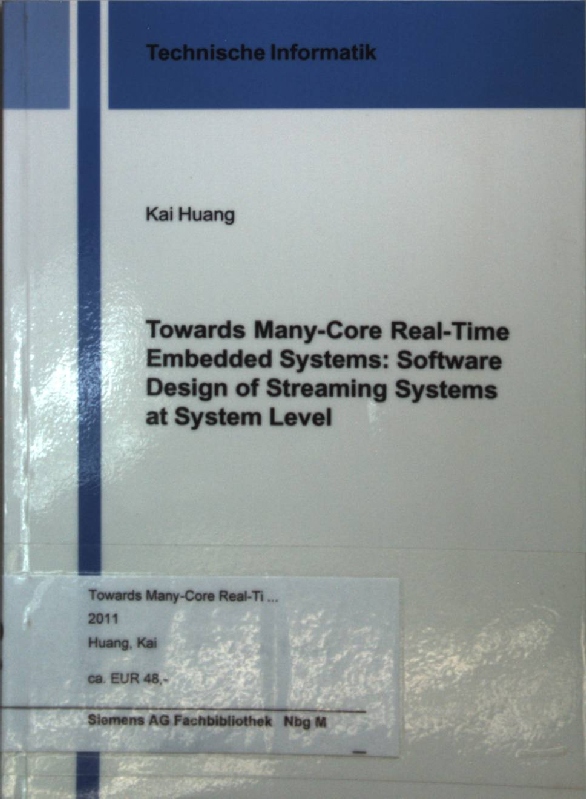 Technische Informatik
Kai Huang
Towards Many-Core Real-Time
Embedded Systems: Software
Design of Streaming Systems
at System Level
Towards Many-Core Real-Ti ...
2011
Huang, Kai
ca. EUR 48,-
Siemens AG Fachbibliothek Nbg M